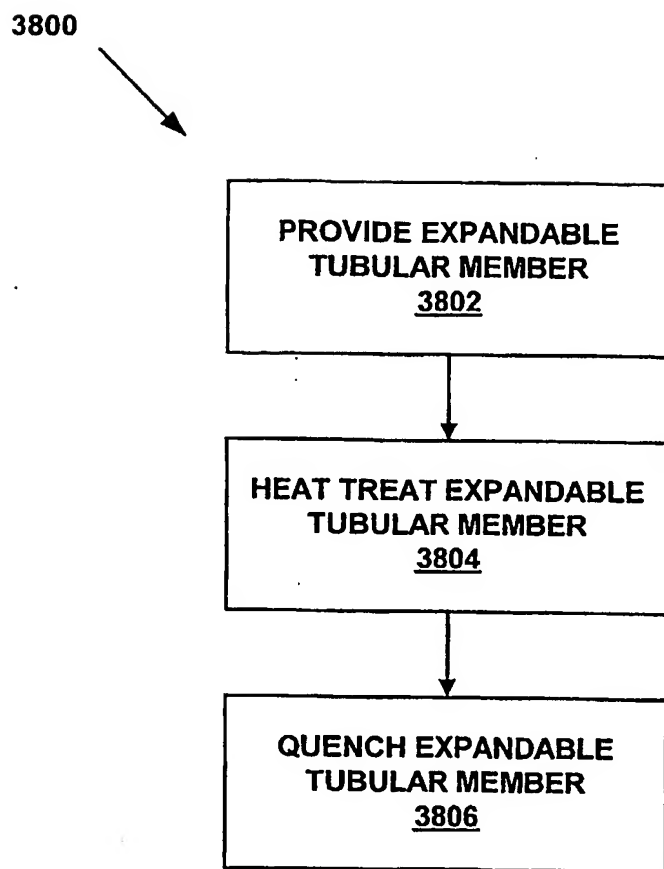 3800
PROVIDE EXPANDABLE
TUBULAR MEMBER
3802
HEAT TREAT EXPANDABLE
TUBULAR MEMBER
3804
QUENCH EXPANDABLE
TUBULAR MEMBER
3806